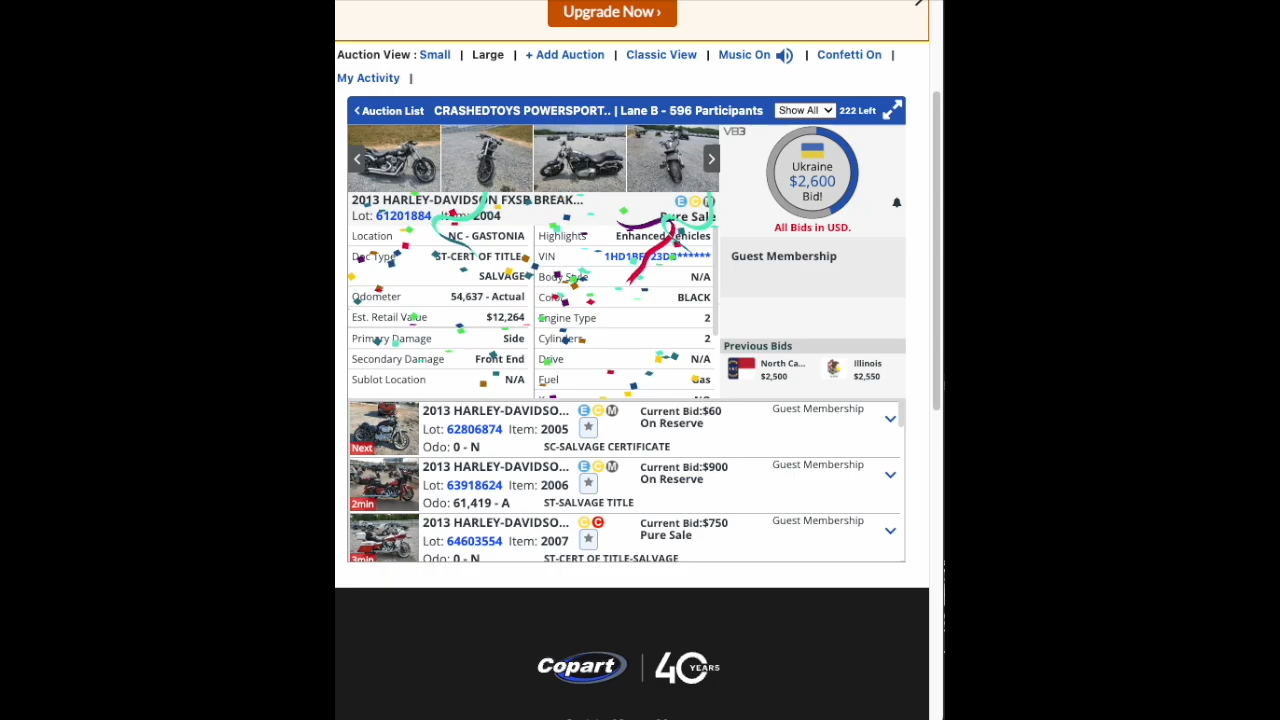 Upgrade Now ›
Auction View : Small | Large | + Add Auction | Classic View | Music On | Confetti On |
My Activity |
Auction List CRASHEDTOYS POWERSPORT.. | Lane B - 596 Participants Show All 222 Left
VB3
Ukraine
$2,600
Bid!
All Bids in USD.
2013 HARLEY-DAVIDSON FXSB BREAK...
E C M
Lot: 61201884 Item: 2004 Pure Sale
Location NC - GASTONIA
Doc Type ST-CERT OF TITLE
SALVAGE
Odometer 54,637 - Actual
Est. Retail Value $12,264
Primary Damage Side
Secondary Damage Front End
Sublot Location N/A
Highlights Enhanced Vehicles
VIN
Body Style N/A
Color BLACK
Engine Type 2
Cylinders 2
Drive N/A
Fuel Gas
Guest Membership
Previous Bids
North Ca... Illinois
$2,500 $2,550
2013 HARLEY-DAVIDSO... E C M Current Bid:$60 Guest Membership
Lot: 62806874 Item: 2005 On Reserve
Next Odo: 0 - N SC-SALVAGE CERTIFICATE
2013 HARLEY-DAVIDSO... E C M Current Bid:$900 Guest Membership
Lot: 63918624 Item: 2006 On Reserve
2min Odo: 61,419 - A ST-SALVAGE TITLE
2013 HARLEY-DAVIDSO... C C Current Bid:$750 Guest Membership
Lot: 64603554 Item: 2007 Pure Sale
3min Odo: 0 - N ST-CERT OF TITLE-SALVAGE
Copart | 40 YEARS